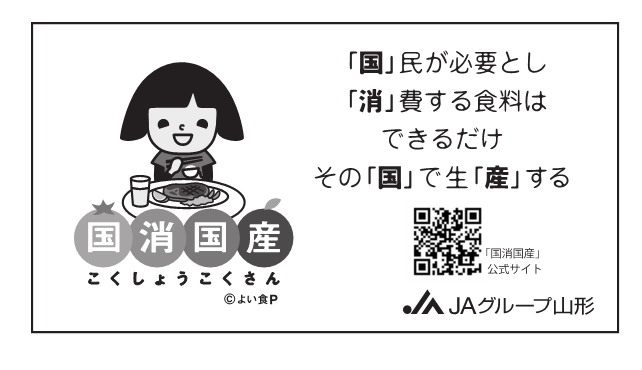 「国」民が必要とし
「消」費する食料は
できるだけ
その「国」で生「産」する
国消国産
こくしょうこくさん
©よい食P
「国消国産」
公式サイト
JAグループ山形